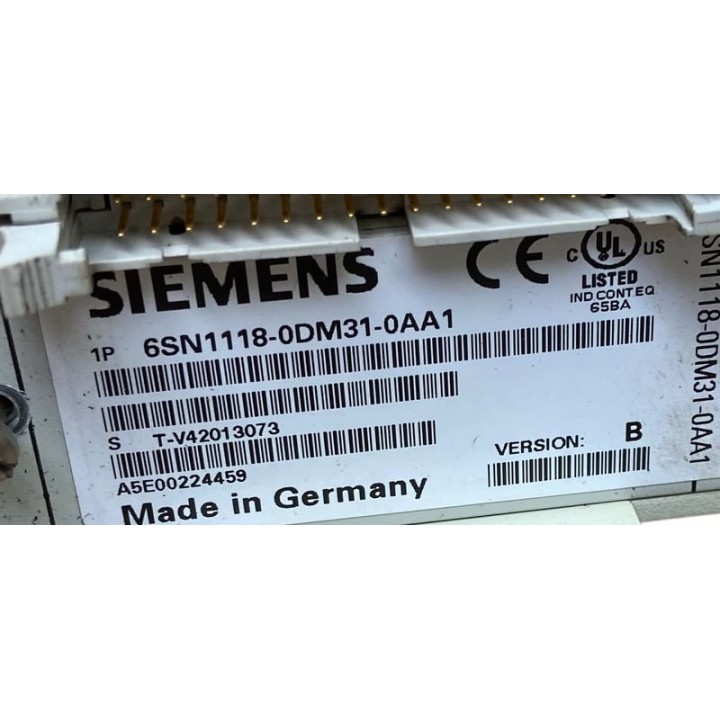 SIEMENS
CE
C UL US
LISTED
IND CONT EQ
65BA
1P 6SN1118-0DM31-0AA1
S T-V42013073
A5E00224459
VERSION: B
Made in Germany
SN1118-0DM31-0AA1